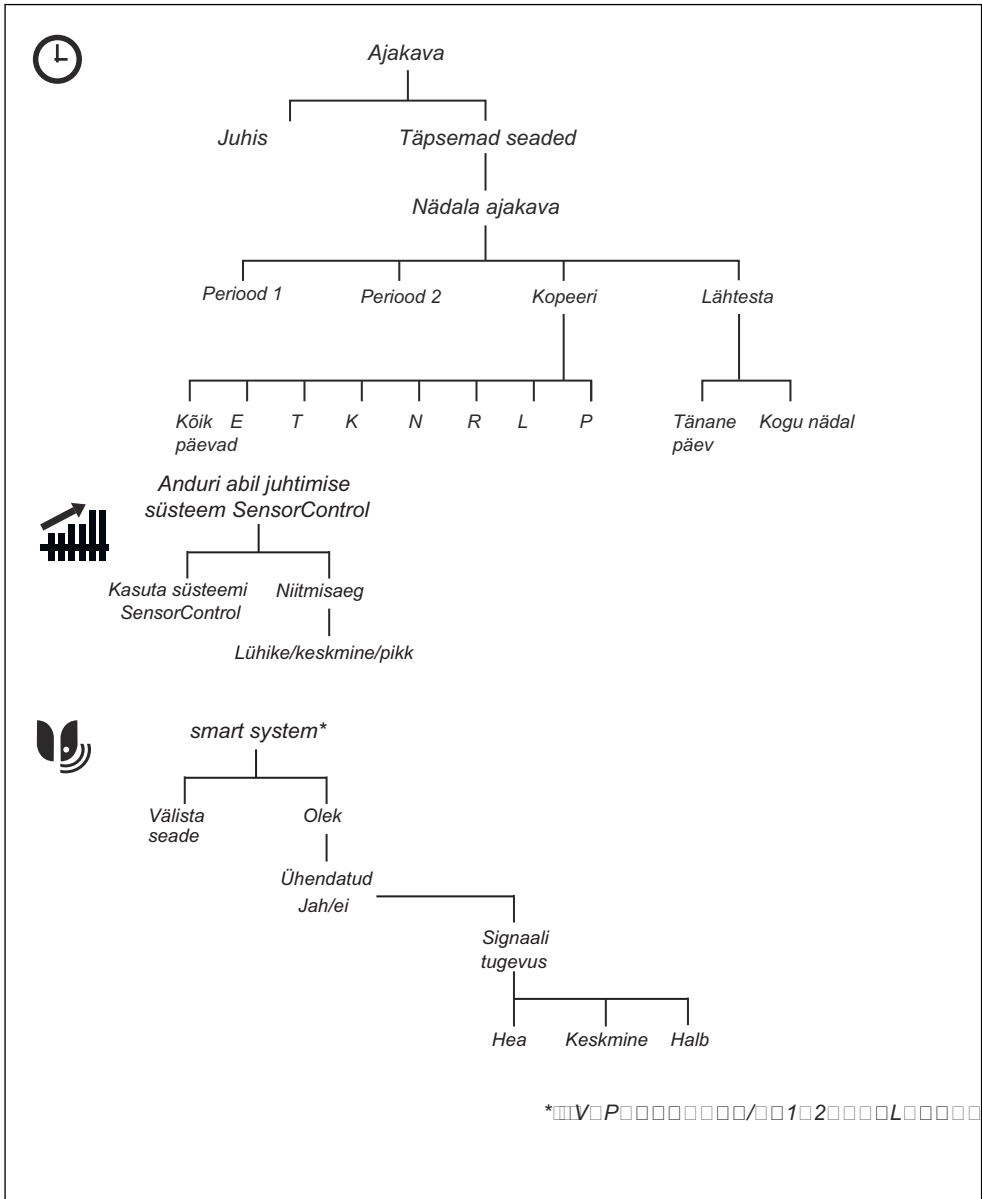 Ajakava
Juhis Täpsemad seaded
Nädala ajakava
Periood 1 Periood 2 Kopeeri Lähtesta
Kõik päevad E T K N R L P Tänane päev Kogu nädal
Anduri abil juhtimise
süsteem SensorControl
Kasuta süsteemi SensorControl Niitmisaeg
Lühike/keskmine/pikk
smart system*
Välista seade Olek
Ühendatud
Jah/ei
Signaali
tugevus
Hea Keskmine Halb